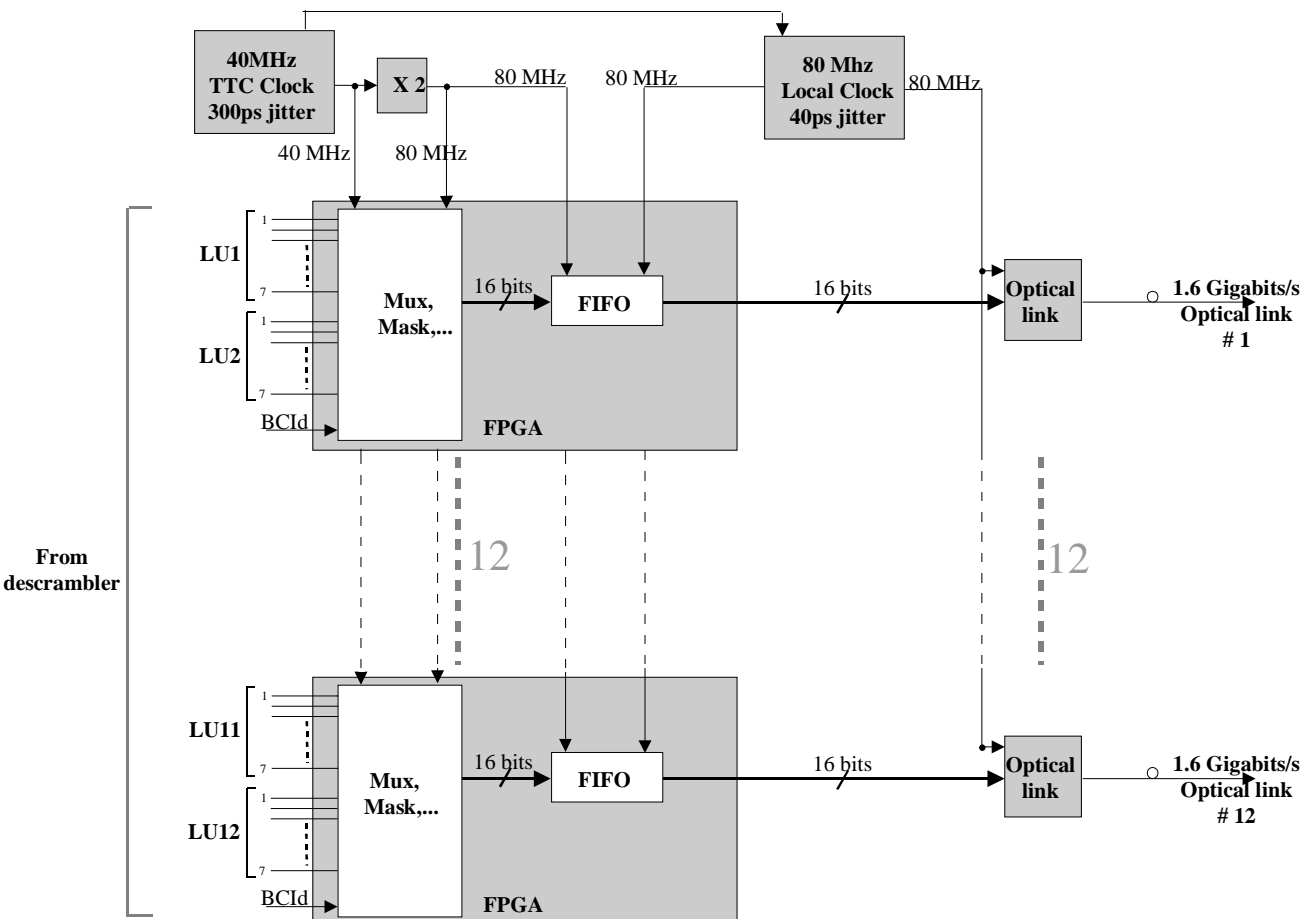 40MHz
TTC Clock
300ps jitter
X 2
80 MHz
80 MHz
80 Mhz
Local Clock
40ps jitter
80 MHz
40 MHz
80 MHz
LU1
1
7
LU2
1
7
BCId
Mux,
Mask,...
16 bits
FIFO
FPGA
16 bits
Optical
link
1.6 Gigabits/s
Optical link
# 1
From
descrambler
12
12
LU11
1
7
LU12
1
7
BCId
Mux,
Mask,...
16 bits
FIFO
FPGA
16 bits
Optical
link
1.6 Gigabits/s
Optical link
# 12